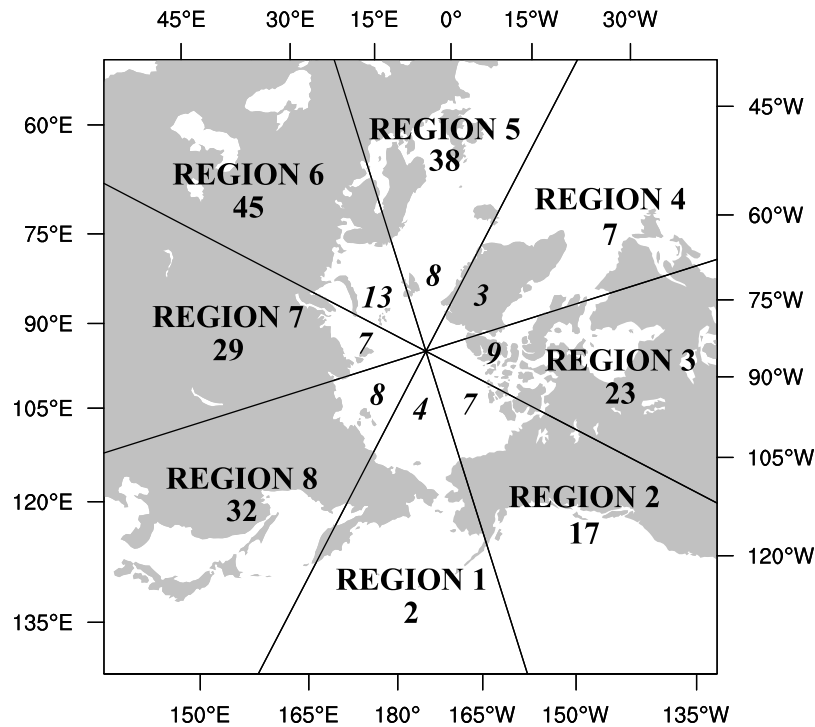 45°E 30°E 15°E 0° 15°W 30°W
45°W
60°E
REGION 5
38
REGION 6
45
REGION 4
7
60°W
75°E
8
13
3
75°W
REGION 7
29
90°E
7
9
REGION 3
23
90°W
105°E
8
4
7
105°W
REGION 8
32
REGION 2
17
120°E
120°W
REGION 1
2
135°E
150°E 165°E 180° 165°W 150°W 135°W